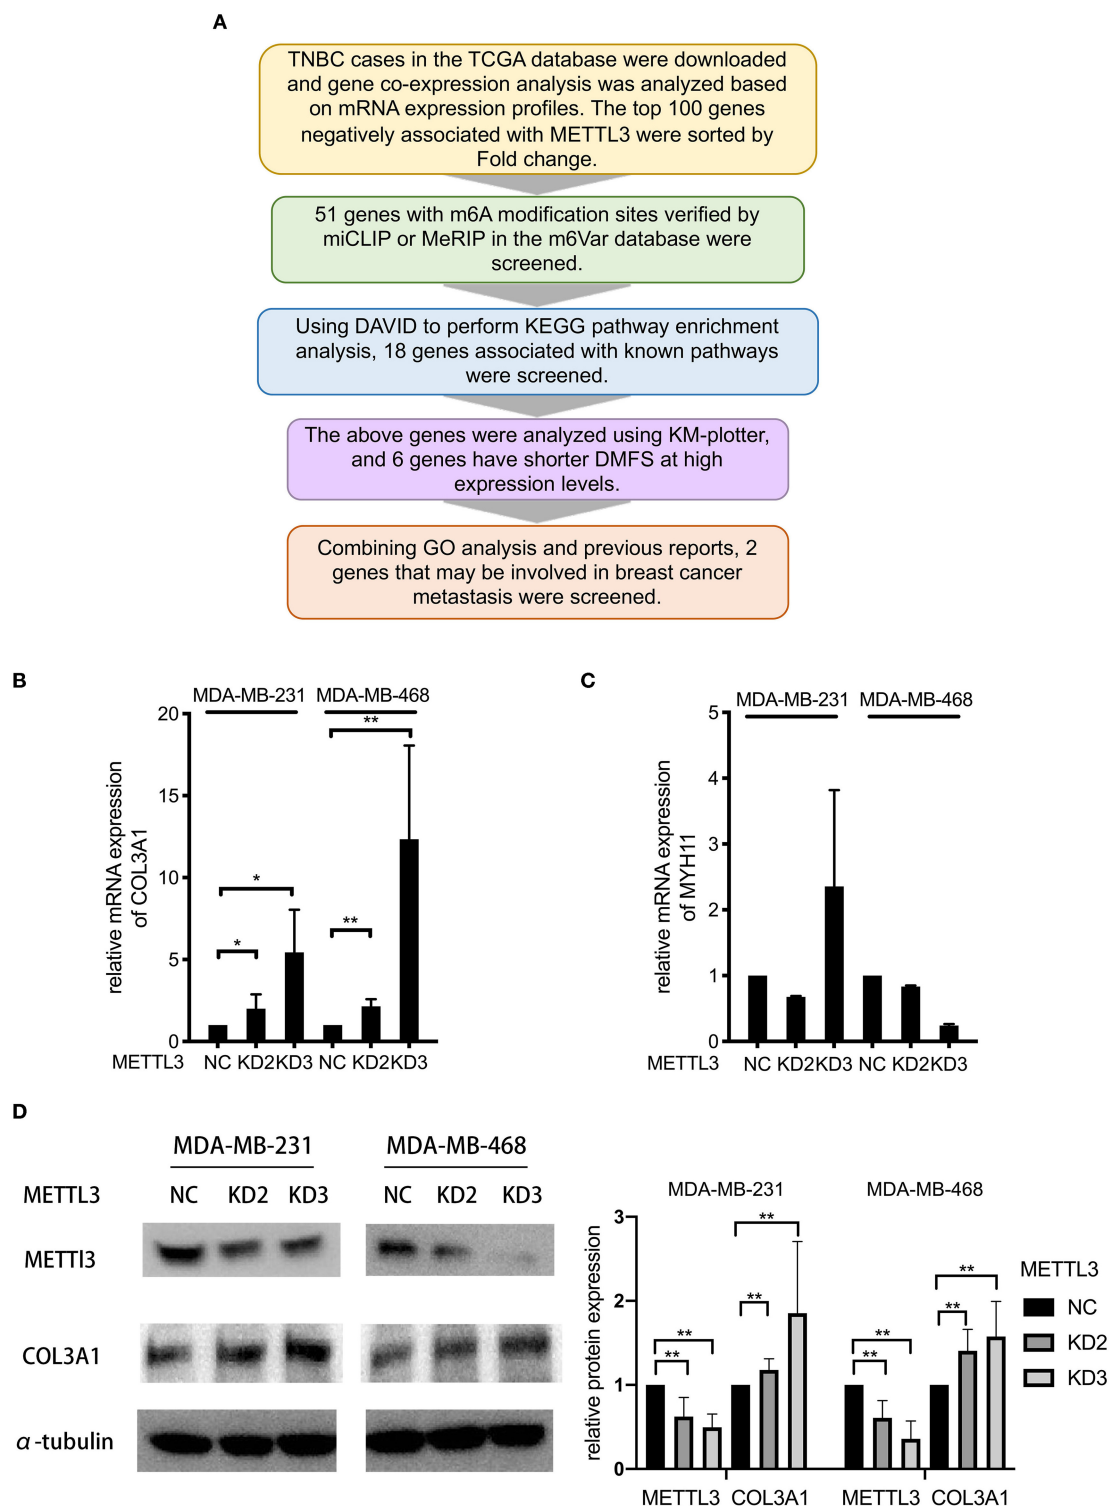 A
TNBC cases in the TCGA database were downloaded
and gene co-expression analysis was analyzed based
on mRNA expression profiles. The top 100 genes
negatively associated with METTL3 were sorted by
Fold change.
51 genes with m6A modification sites verified by
miCLIP or MeRIP in the m6Var database were
screened.
Using DAVID to perform KEGG pathway enrichment
analysis, 18 genes associated with known pathways
were screened.
The above genes were analyzed using KM-plotter,
and 6 genes have shorter DMFS at high
expression levels.
Combining GO analysis and previous reports, 2
genes that may be involved in breast cancer
metastasis were screened.
B
MDA-MB-231 MDA-MB-468
relative mRNA expression
of COL3A1
20
15
10
5
0
* * ** **
METTL3 NC KD2 KD3 NC KD2 KD3
C
MDA-MB-231 MDA-MB-468
relative mRNA expression
of MYH11
5
4
3
2
1
0
METTL3 NC KD2 KD3 NC KD2 KD3
D
MDA-MB-231 MDA-MB-468
METTL3 NC KD2 KD3 NC KD2 KD3
METTl3
COL3A1
α-tubulin
MDA-MB-231 MDA-MB-468
relative protein expression
3
2
1
0
** ** ** ** ** ** ** **
METTL3 COL3A1 METTL3 COL3A1
METTL3
NC
KD2
KD3